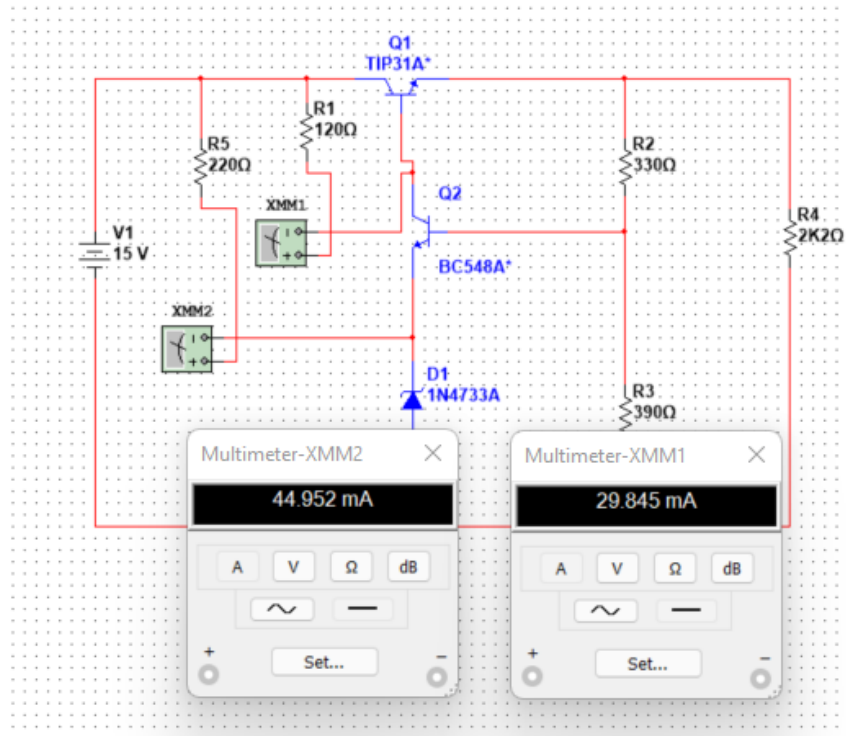 Q1
TIP31A*
R1
120Ω
R5
220Ω
R2
330Ω
Q2
XMM1
R4
2K2Ω
V1
15 V
BC548A*
XMM2
D1
1N4733A
R3
390Ω
Multimeter-XMM2
44.952 mA
A V Ω dB
+ Set... −
Multimeter-XMM1
29.845 mA
A V Ω dB
+ Set... −